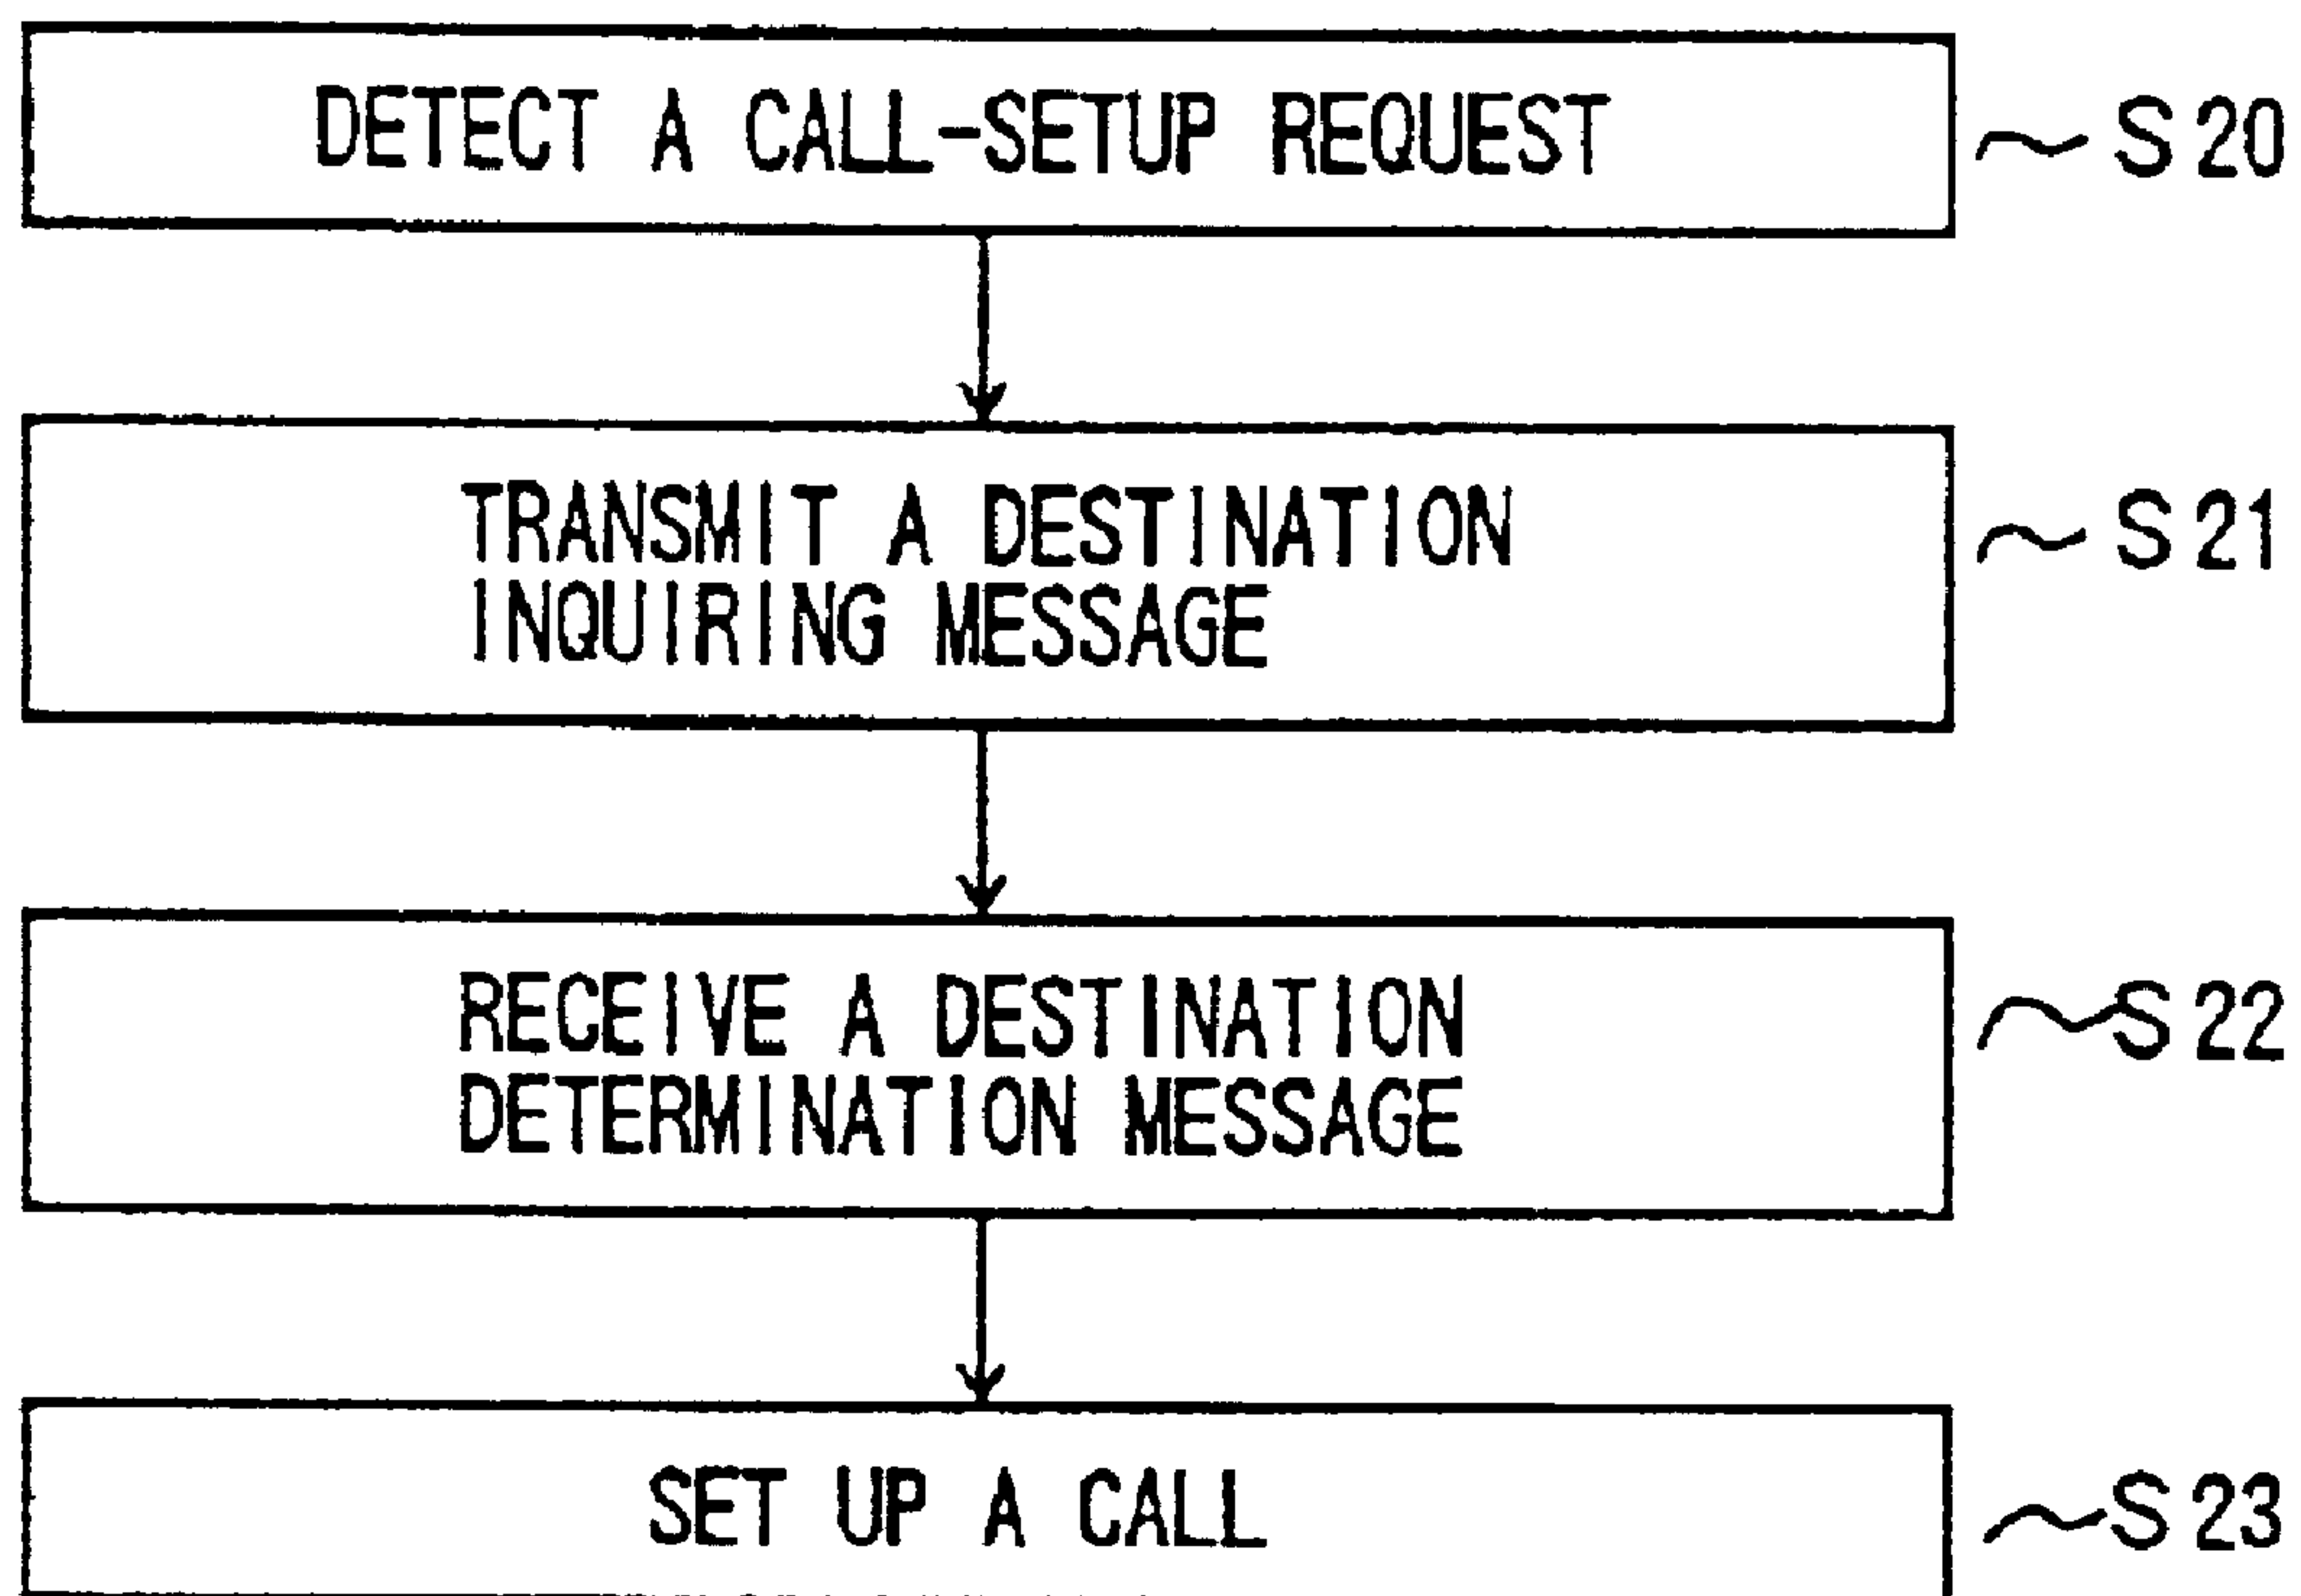 DETECT A CALL-SETUP REQUEST
S20
TRANSMIT A DESTINATION
INQUIRING MESSAGE
S21
RECEIVE A DESTINATION
DETERMINATION MESSAGE
S22
SET UP A CALL
S23